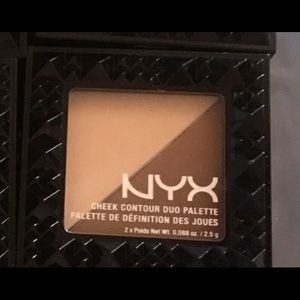 NYX
CHEEK CONTOUR DUO PALETTE
PALETTE DE DÉFINITION DES JOUES
2 x Poids Net Wt. 0.088 oz. / 2.5 g